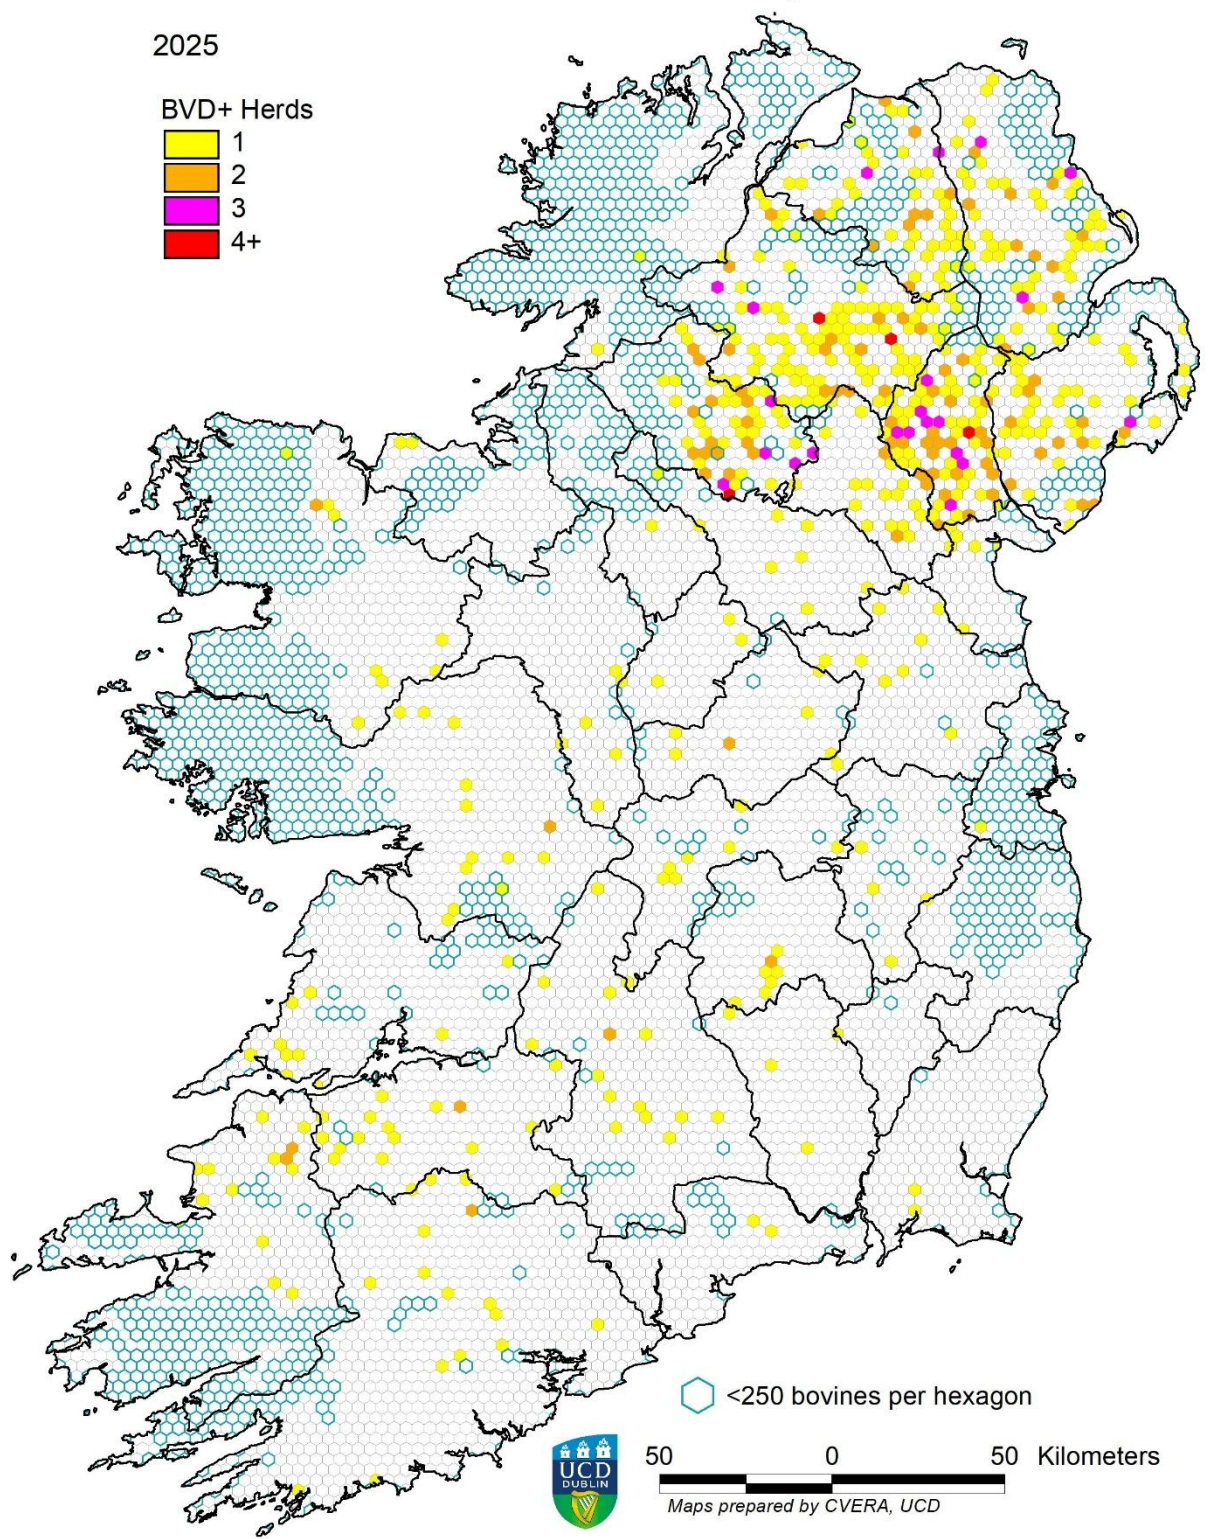 2025
BVD+ Herds
1
2
3
4+
<250 bovines per hexagon
UCD
DUBLIN
50 0 50 Kilometers
Maps prepared by CVERA, UCD